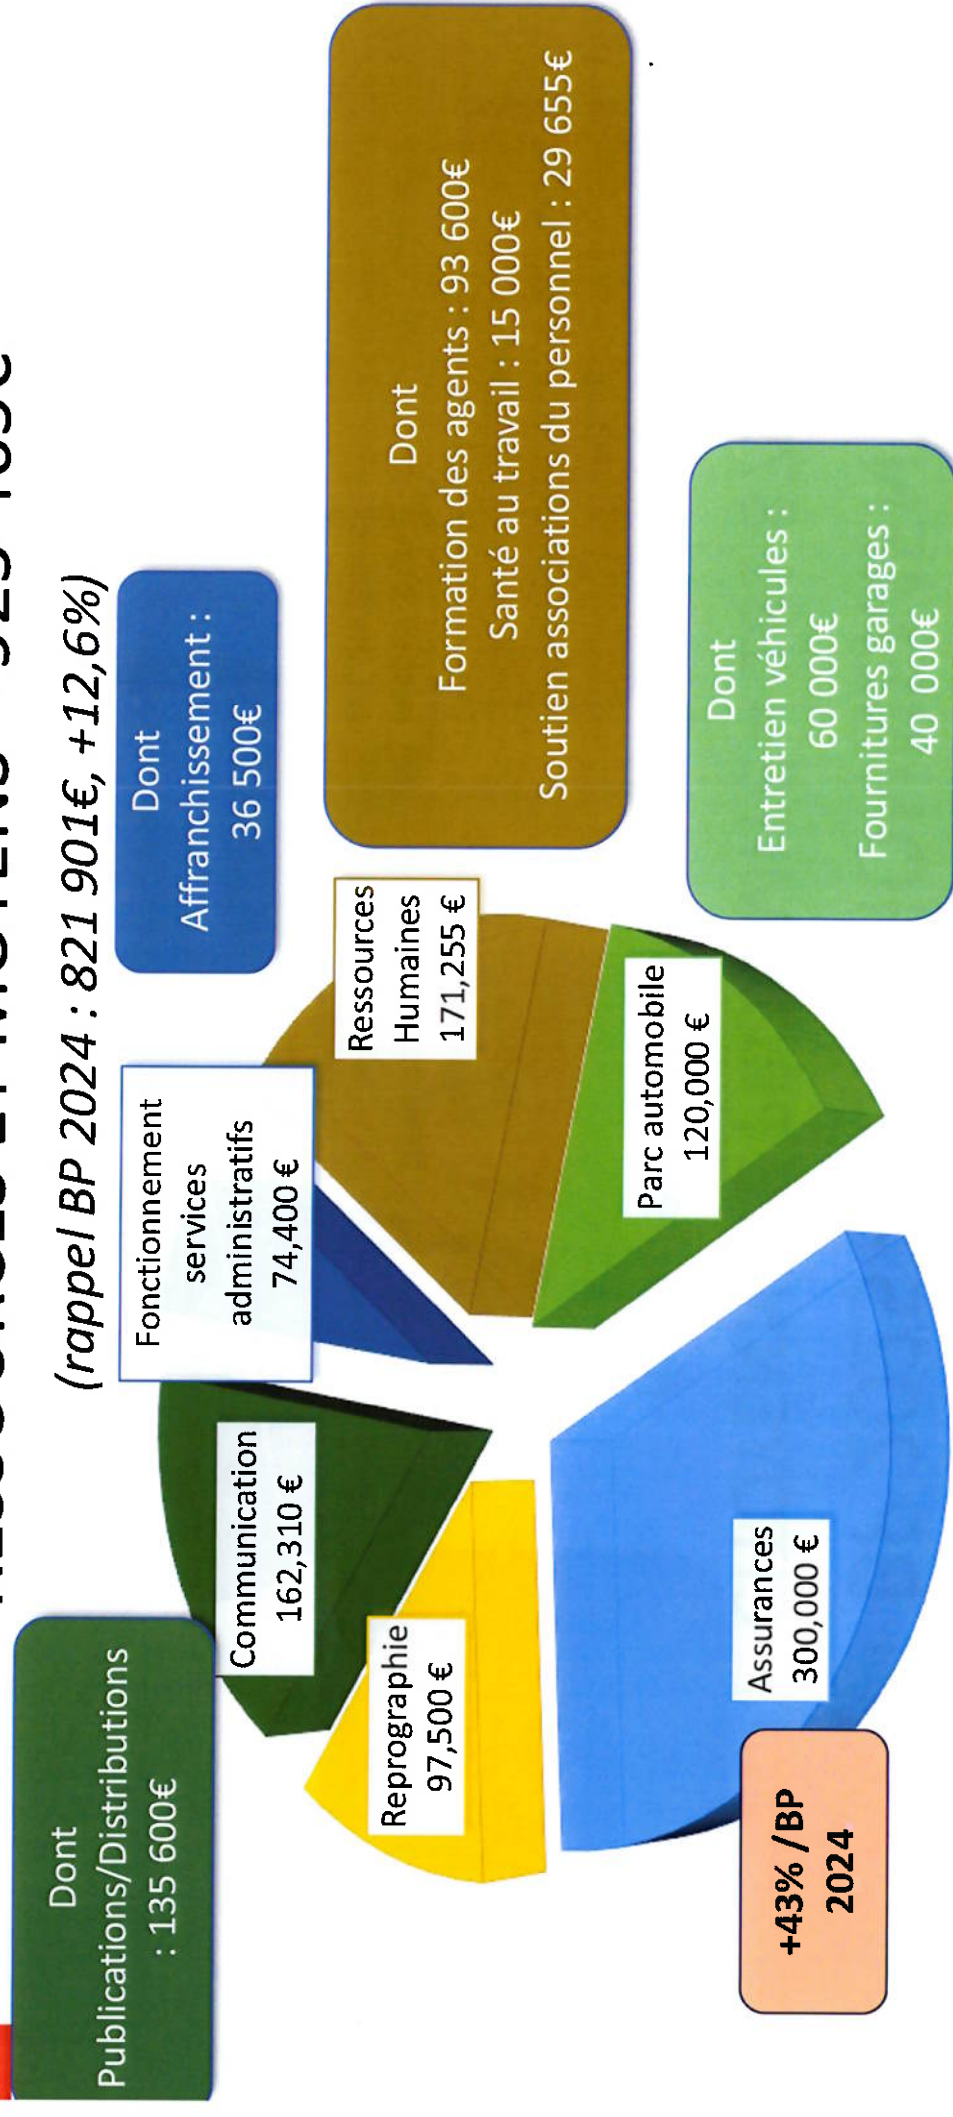 RESSOURCES ET MOYENS
(rappel BP 2024 : 821 901€, +12,6%)
Dont
Publications/Distributions
: 135 600€
Dont
Affranchissement :
36 500€
Fonctionnement
services
administratifs
74,400 €
Communication
162,310 €
Ressources
Humaines
171,255 €
Dont
Formation des agents : 93 600€
Santé au travail : 15 000€
Soutien associations du personnel : 29 655€
Reprographie
97,500 €
Parc automobile
120,000 €
Dont
Entretien véhicules :
60 000€
Fournitures garages :
40 000€
Assurances
300,000 €
+43% /BP
2024